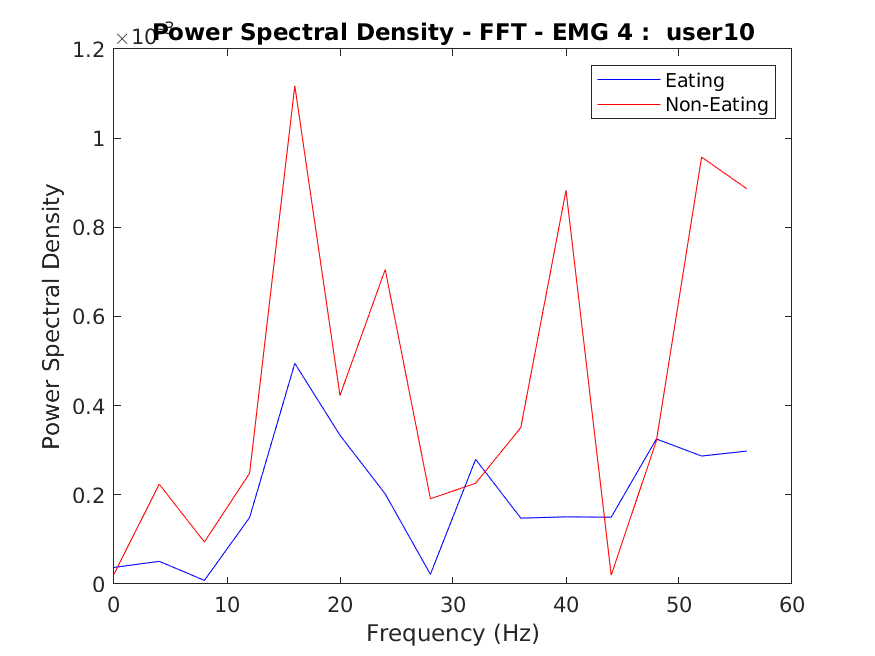 Power Spectral Density - FFT - EMG 4 : user10
×10
1.2
1
0.8
0.6
0.4
0.2
0
Power Spectral Density
Eating
Non-Eating
0 10 20 30 40 50 60
Frequency (Hz)